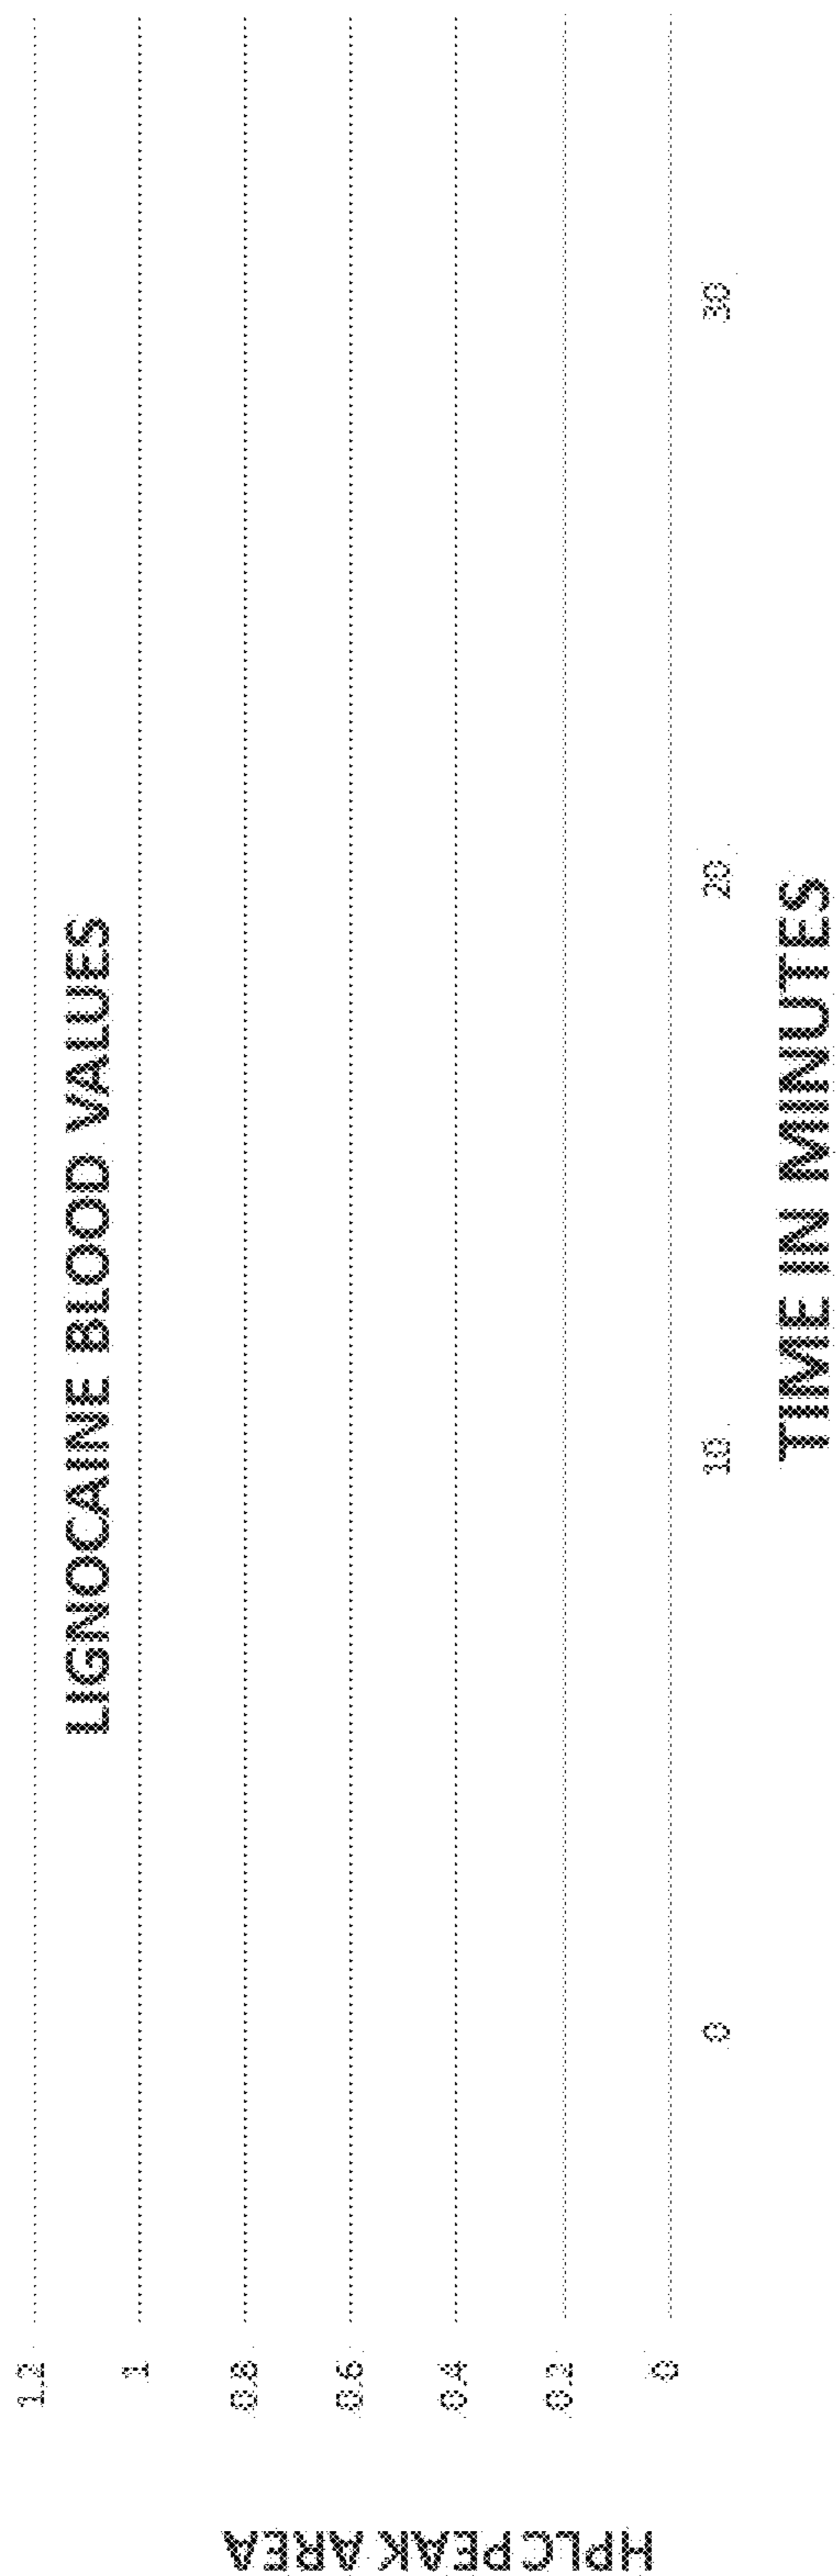 LIGNOCAINE BLOOD VALUES
1.2
1
0.8
0.6
0.4
0.2
0
HPLC PEAK AREA
0 10 20 30
TIME IN MINUTES